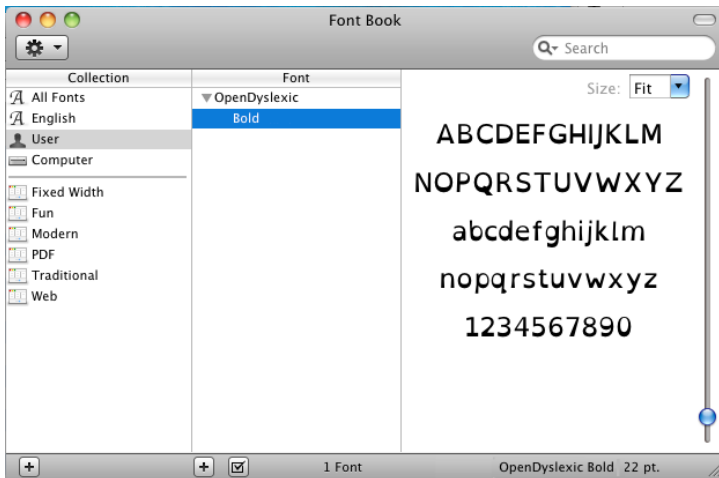 Font Book
Search
Collection
All Fonts
English
User
Computer
Fixed Width
Fun
Modern
PDF
Traditional
Web
Font
OpenDyslexic
Bold
Size: Fit
ABCDEFGHIJKLM
NOPQRSTUVWXYZ
abcdefghijklm
nopqrstuvwxyz
1234567890
1 Font
OpenDyslexic Bold 22 pt.